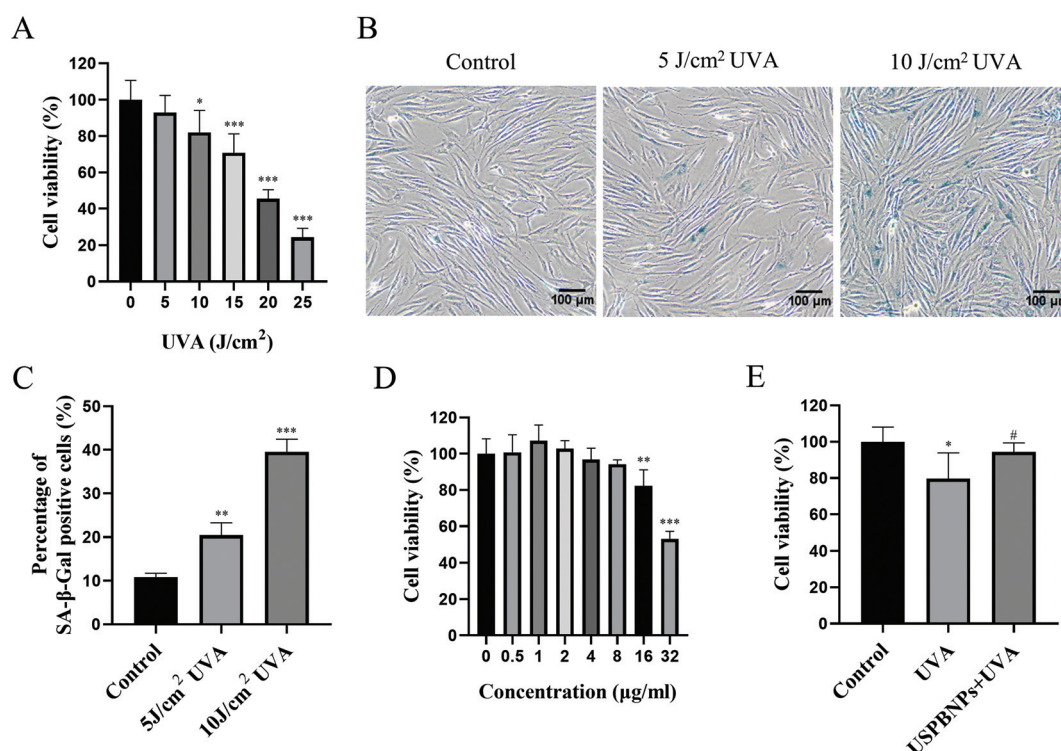 A
Cell viability (%)
120
100
80
60
40
20
0
*
***
***
***
0 5 10 15 20 25
UVA (J/cm²)
B
Control
5 J/cm² UVA
10 J/cm² UVA
100 μm
100 μm
100 μm
C
Percentage of
SA-β-Gal positive cells (%)
50
40
30
20
10
0
**
***
Control
5J/cm² UVA
10J/cm² UVA
D
Cell viability (%)
120
100
80
60
40
20
0
**
***
0 0.5 1 2 4 8 16 32
Concentration (μg/ml)
E
Cell viability (%)
120
100
80
60
40
20
0
*
#
Control
UVA
USPBNPs+UVA